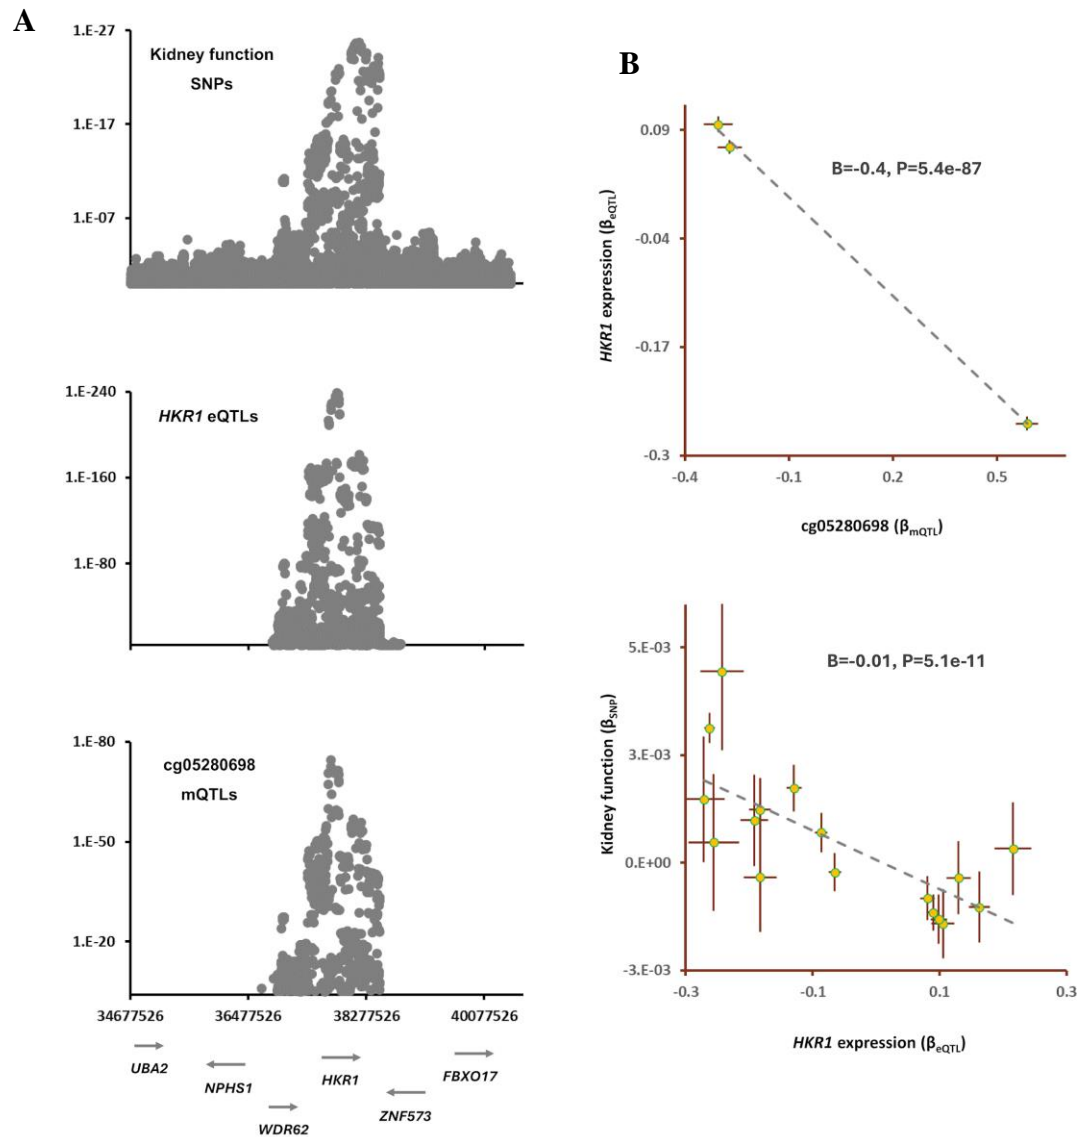 A
1.E-27
Kidney function
SNPs
1.E-17
1.E-07
1.E-240
HKR1 eQTLs
1.E-160
1.E-80
1.E-80
cg05280698
mQTLs
1.E-50
1.E-20
34677526 36477526 38277526 40077526
UBA2
NPHS1
WDR62
HKR1
ZNF573
FBXO17
B
0.09
B=-0.4, P=5.4e-87
HKR1 expression (βeQTL)
-0.04
-0.17
-0.3
-0.4 -0.1 0.2 0.5
cg05280698 (βmQTL)
5.E-03
B=-0.01, P=5.1e-11
Kidney function (βSNP)
3.E-03
0.E+00
-3.E-03
-0.3 -0.1 0.1 0.3
HKR1 expression (βeQTL)